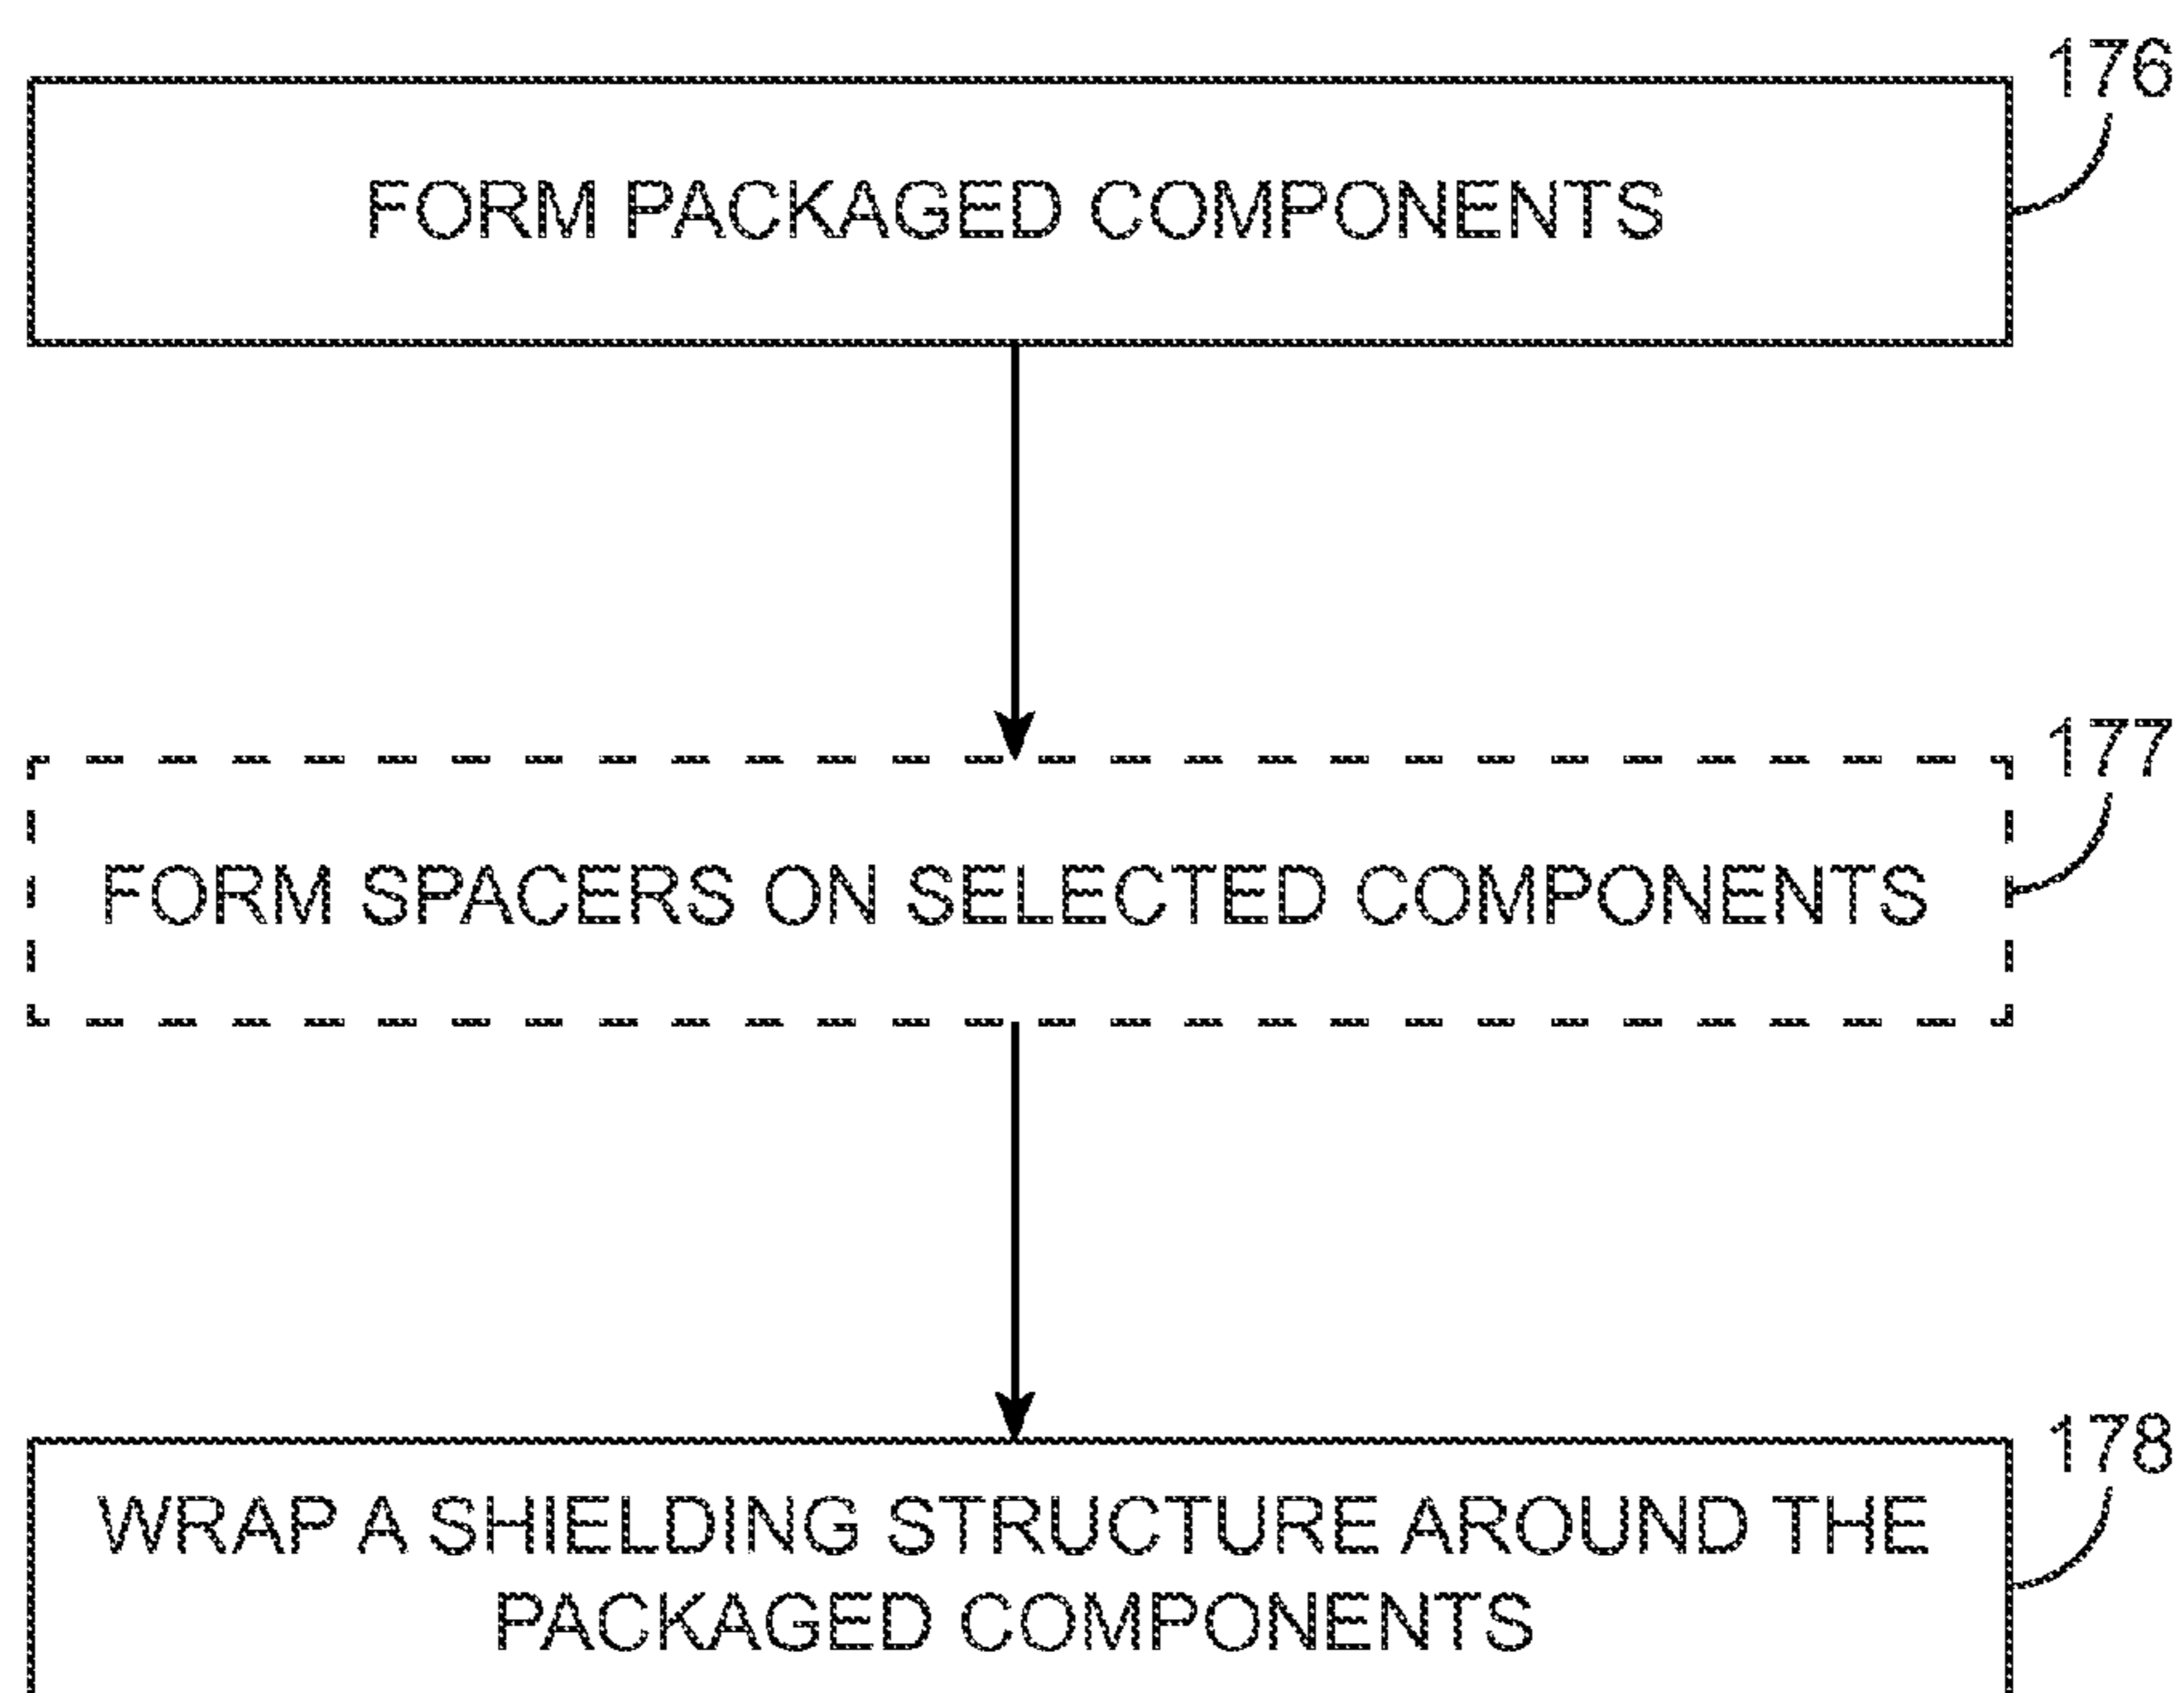 176
FORM PACKAGED COMPONENTS
177
FORM SPACERS ON SELECTED COMPONENTS
178
WRAP A SHIELDING STRUCTURE AROUND THE
PACKAGED COMPONENTS